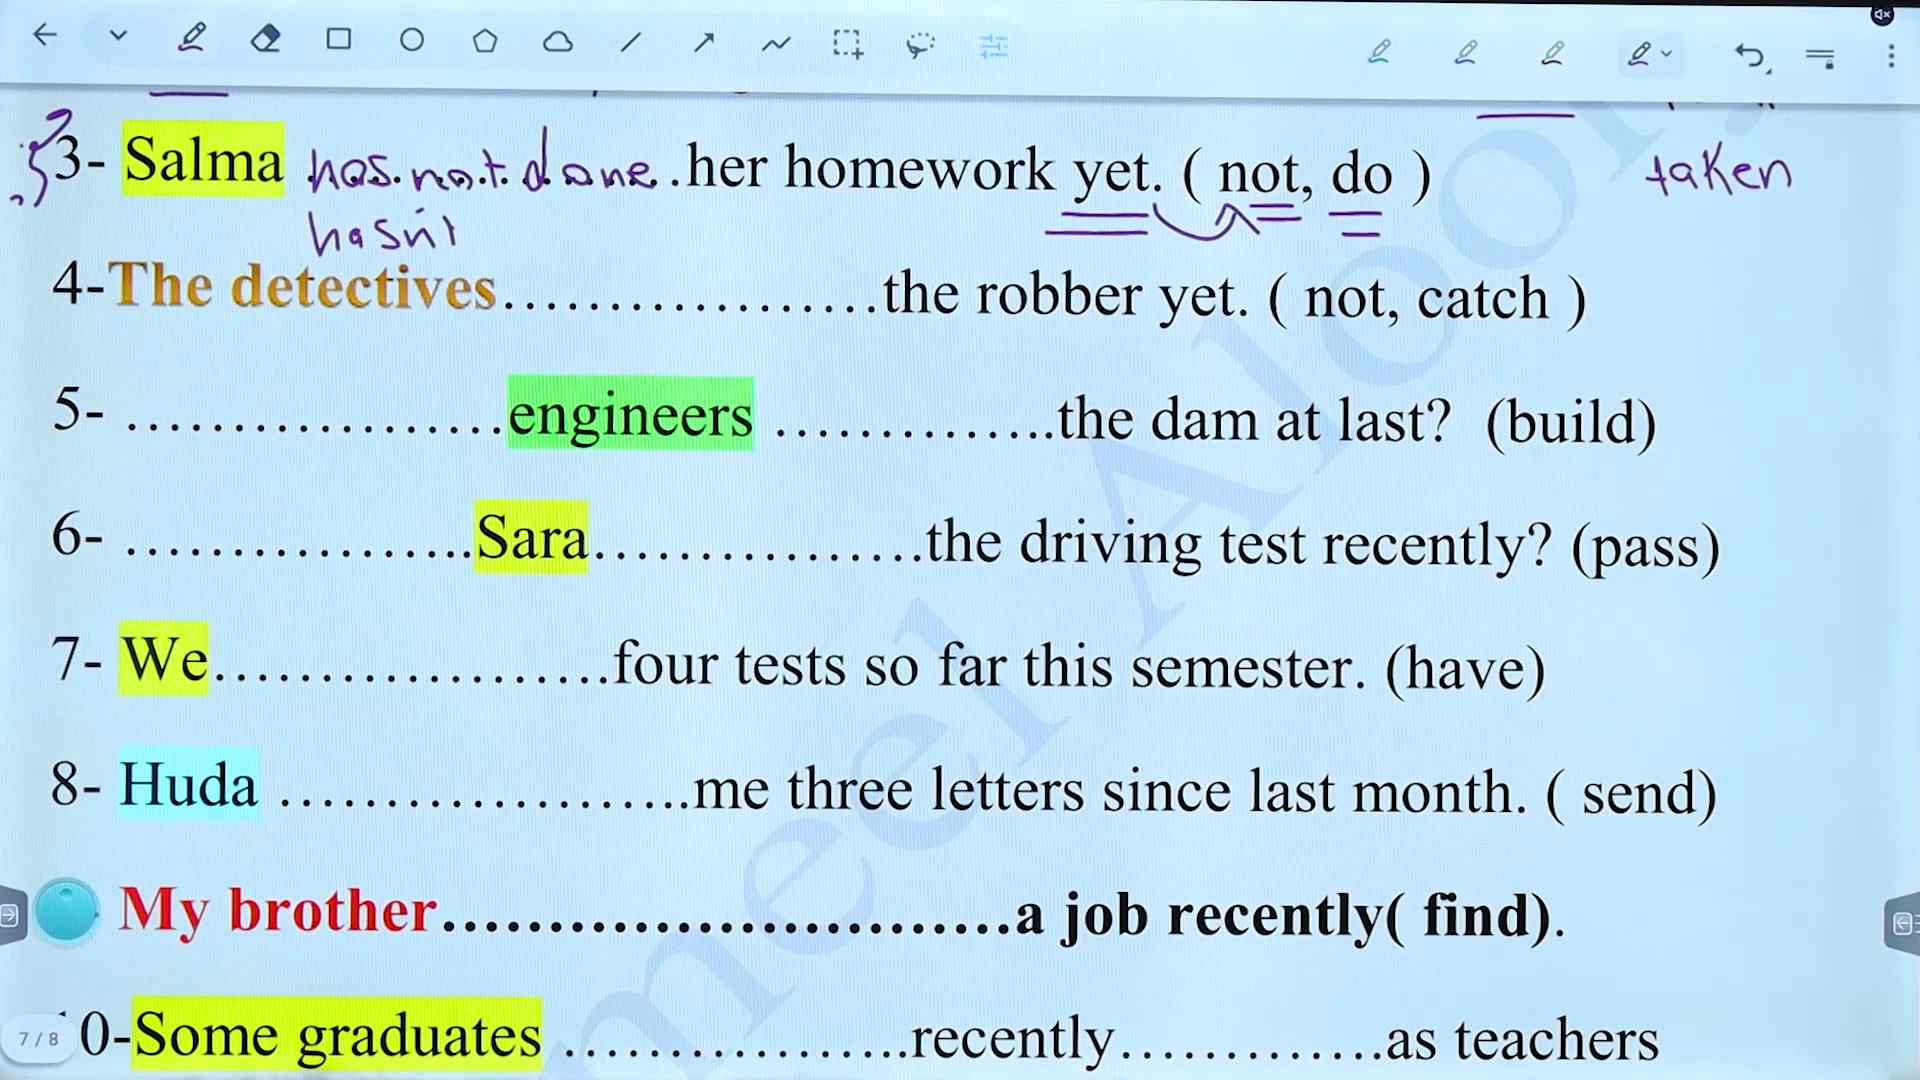 3- Salma has not done her homework yet. ( not, do ) taken
hasn't
4-The detectives..................the robber yet. ( not, catch )
5- ..................engineers ..............the dam at last? (build)
6- .................Sara................the driving test recently? (pass)
7- We...................four tests so far this semester. (have)
8- Huda ....................me three letters since last month. ( send)
My brother...........................a job recently( find).
0-Some graduates .................recently.............as teachers
7 / 8